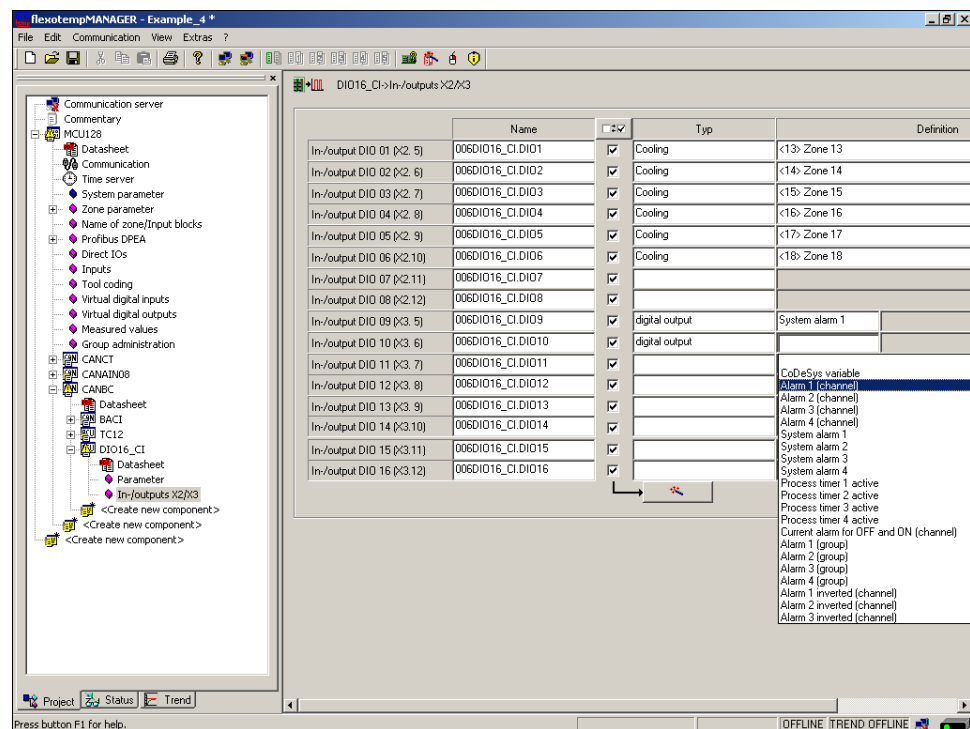 flexotempMANAGER - Example_4 *
File Edit Communication View Extras ?
Communication server
Commentary
MCU128
Datasheet
Communication
Time server
System parameter
Zone parameter
Name of zone/Input blocks
Profibus DPEA
Direct IOs
Inputs
Tool coding
Virtual digital inputs
Virtual digital outputs
Measured values
Group administration
CANCT
CANAIN08
CANBC
Datasheet
BACI
TC12
DIO16_CI
Datasheet
Parameter
In-/outputs X2/X3
<Create new component>
<Create new component>
<Create new component>
Project Status Trend
DIO16_CI->In-/outputs X2/X3
Name Typ Definition
In-/output DIO 01 (X2. 5) 006DIO16_CI.DIO1 Cooling <13> Zone 13
In-/output DIO 02 (X2. 6) 006DIO16_CI.DIO2 Cooling <14> Zone 14
In-/output DIO 03 (X2. 7) 006DIO16_CI.DIO3 Cooling <15> Zone 15
In-/output DIO 04 (X2. 8) 006DIO16_CI.DIO4 Cooling <16> Zone 16
In-/output DIO 05 (X2. 9) 006DIO16_CI.DIO5 Cooling <17> Zone 17
In-/output DIO 06 (X2.10) 006DIO16_CI.DIO6 Cooling <18> Zone 18
In-/output DIO 07 (X2.11) 006DIO16_CI.DIO7
In-/output DIO 08 (X2.12) 006DIO16_CI.DIO8
In-/output DIO 09 (X3. 5) 006DIO16_CI.DIO9 digital output System alarm 1
In-/output DIO 10 (X3. 6) 006DIO16_CI.DIO10 digital output
In-/output DIO 11 (X3. 7) 006DIO16_CI.DIO11
In-/output DIO 12 (X3. 8) 006DIO16_CI.DIO12
In-/output DIO 13 (X3. 9) 006DIO16_CI.DIO13
In-/output DIO 14 (X3.10) 006DIO16_CI.DIO14
In-/output DIO 15 (X3.11) 006DIO16_CI.DIO15
In-/output DIO 16 (X3.12) 006DIO16_CI.DIO16
CoDeSys variable
Alarm 1 (channel)
Alarm 2 (channel)
Alarm 3 (channel)
Alarm 4 (channel)
System alarm 1
System alarm 2
System alarm 3
System alarm 4
Process timer 1 active
Process timer 2 active
Process timer 3 active
Process timer 4 active
Current alarm for OFF and ON (channel)
Alarm 1 (group)
Alarm 2 (group)
Alarm 3 (group)
Alarm 4 (group)
Alarm 1 inverted (channel)
Alarm 2 inverted (channel)
Alarm 3 inverted (channel)
Press button F1 for help. OFFLINE TREND OFFLINE